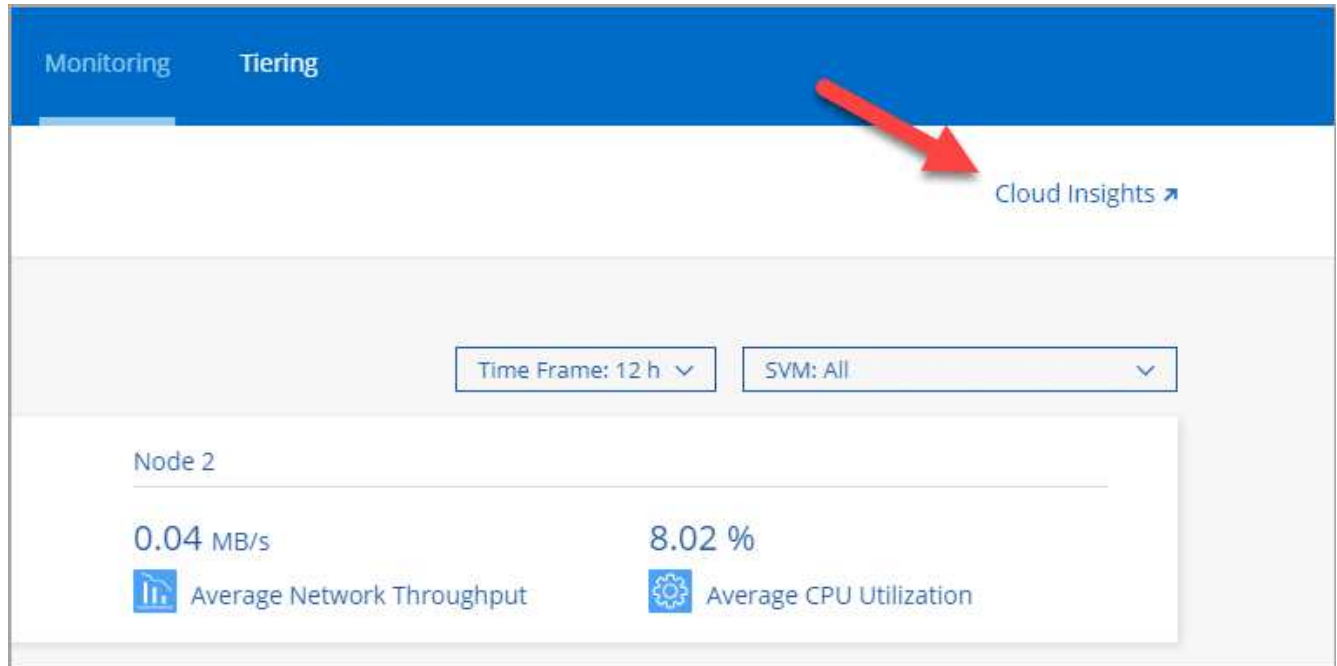 Monitoring Tiering
Cloud Insights
Time Frame: 12 h SVM: All
Node 2
0.04 MB/s 8.02 %
Average Network Throughput Average CPU Utilization